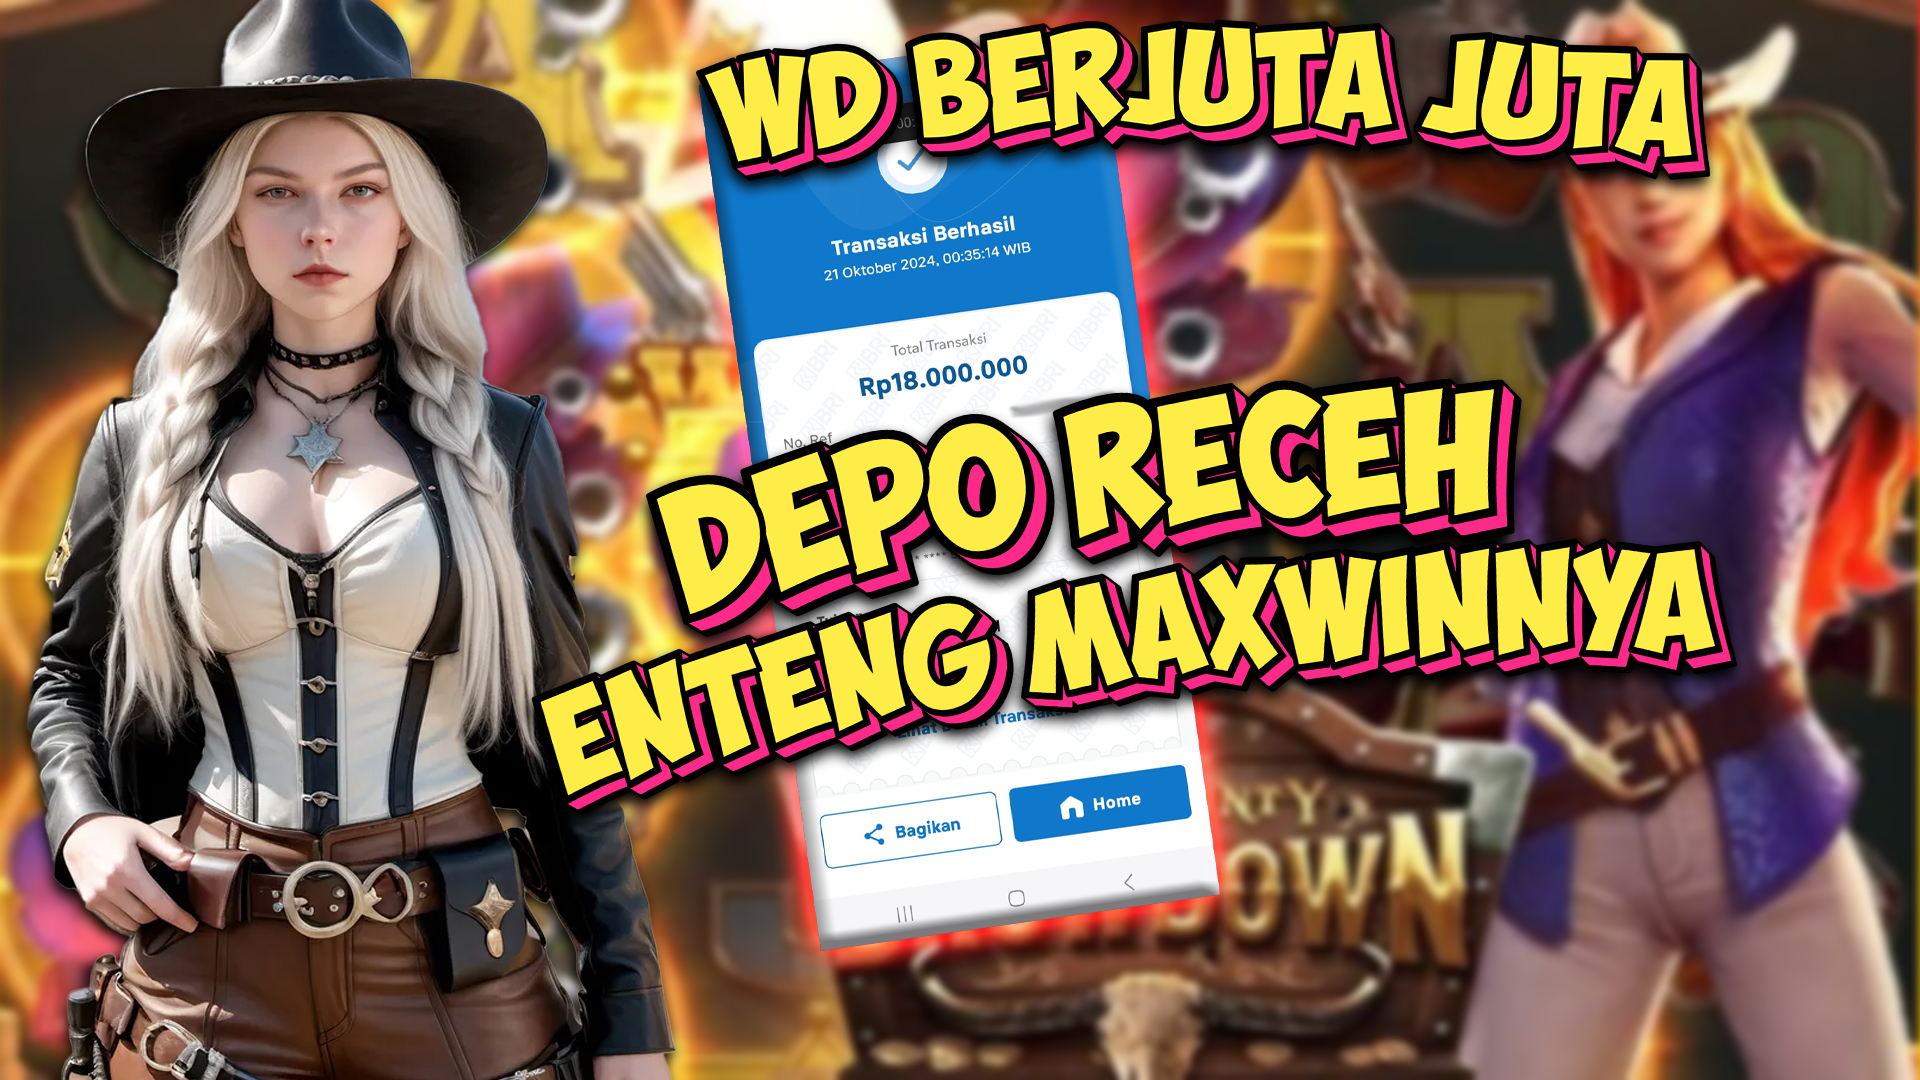 WD BERJUTA JUTA
Transaksi Berhasil
21 Oktober 2024, 00:35:14 WIB
Total Transaksi
Rp18.000.000
No. Ref
DEPO RECEH
ENTENG MAXWINNYA
Bagikan
Home